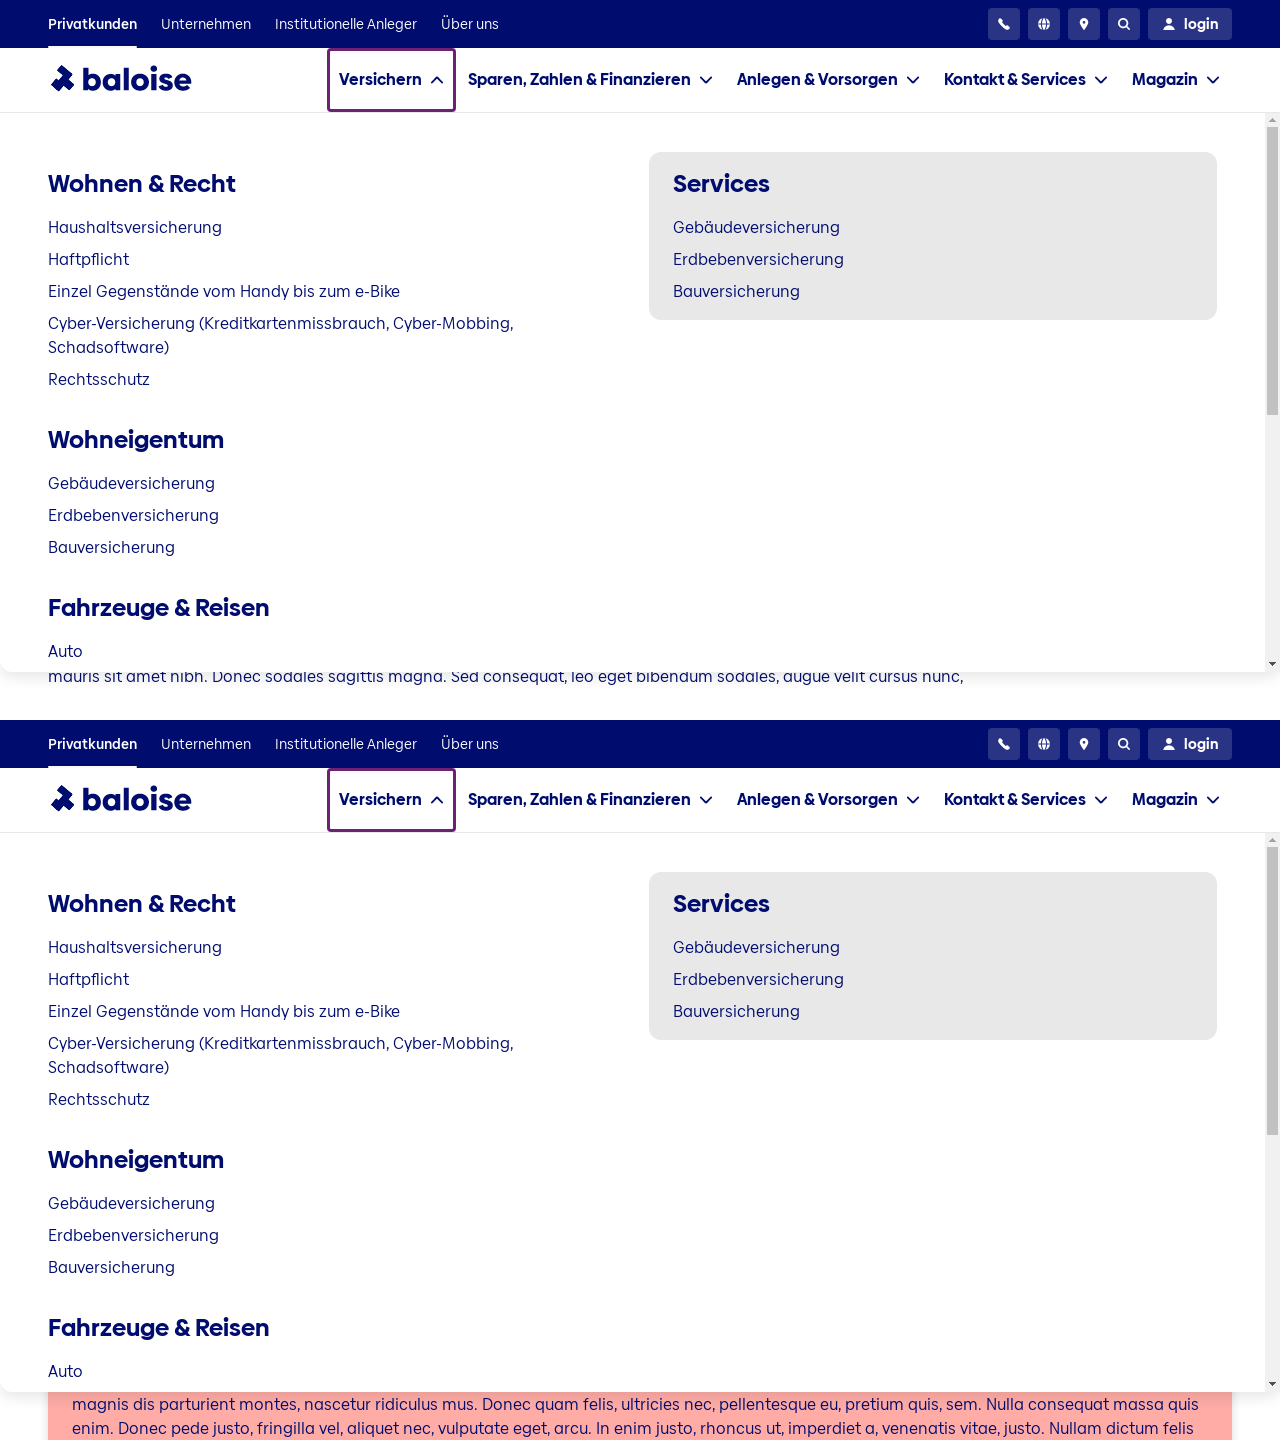 Privatkunden Unternehmen Institutionelle Anleger Über uns login
baloise Versichern Sparen, Zahlen & Finanzieren Anlegen & Vorsorgen Kontakt & Services Magazin
Wohnen & Recht
Haushaltsversicherung
Haftpflicht
Einzel Gegenstände vom Handy bis zum e-Bike
Cyber-Versicherung (Kreditkartenmissbrauch, Cyber-Mobbing,
Schadsoftware)
Rechtsschutz
Wohneigentum
Gebäudeversicherung
Erdbebenversicherung
Bauversicherung
Fahrzeuge & Reisen
Auto
Services
Gebäudeversicherung
Erdbebenversicherung
Bauversicherung
mauris sit amet nibh. Donec sodales sagittis magna. Sed consequat, leo eget bibendum sodales, augue velit cursus nunc,
Privatkunden Unternehmen Institutionelle Anleger Über uns login
baloise Versichern Sparen, Zahlen & Finanzieren Anlegen & Vorsorgen Kontakt & Services Magazin
Wohnen & Recht
Haushaltsversicherung
Haftpflicht
Einzel Gegenstände vom Handy bis zum e-Bike
Cyber-Versicherung (Kreditkartenmissbrauch, Cyber-Mobbing,
Schadsoftware)
Rechtsschutz
Wohneigentum
Gebäudeversicherung
Erdbebenversicherung
Bauversicherung
Fahrzeuge & Reisen
Auto
Services
Gebäudeversicherung
Erdbebenversicherung
Bauversicherung
magnis dis parturient montes, nascetur ridiculus mus. Donec quam felis, ultricies nec, pellentesque eu, pretium quis, sem. Nulla consequat massa quis
enim. Donec pede justo, fringilla vel, aliquet nec, vulputate eget, arcu. In enim justo, rhoncus ut, imperdiet a, venenatis vitae, justo. Nullam dictum felis